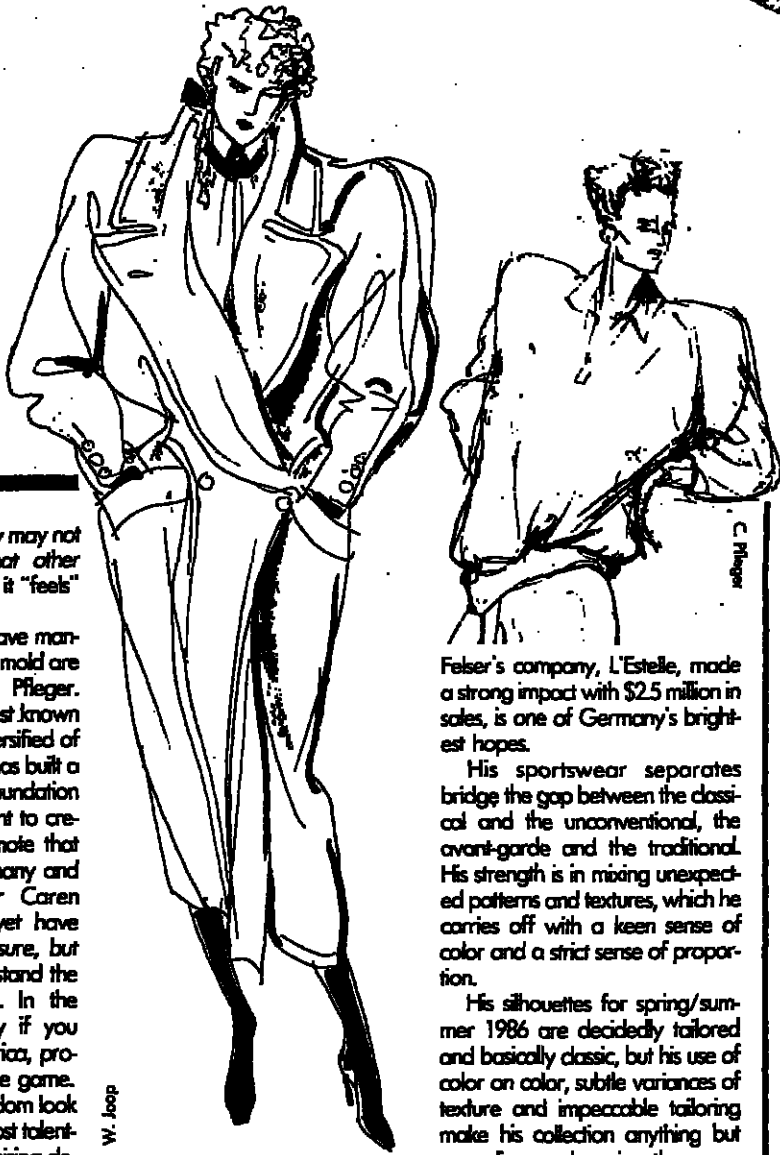 y may not
at other
it "feels"
ave man-
mold are
Pfleger.
st known
ersified of
as built a
undation
nt to cre-
note that
any and
r Caren
yet have
sure, but
stand the
. In the
y if you
rica, pro-
e game.
dom look
ost talent-
W. Joop
C. Pfleger
Felser's company, L'Estelle, made
a strong impact with $2.5 million in
sales, is one of Germany's bright-
est hopes.
His sportswear separates
bridge the gap between the classi-
cal and the unconventional, the
avant-garde and the traditional.
His strength is in mixing unexpect-
ed patterns and textures, which he
carries off with a keen sense of
color and a strict sense of propor-
tion.
His silhouettes for spring/sum-
mer 1986 are decidedly tailored
and basically classic, but his use of
color on color, subtle variances of
texture and impeccable tailoring
make his collection anything but